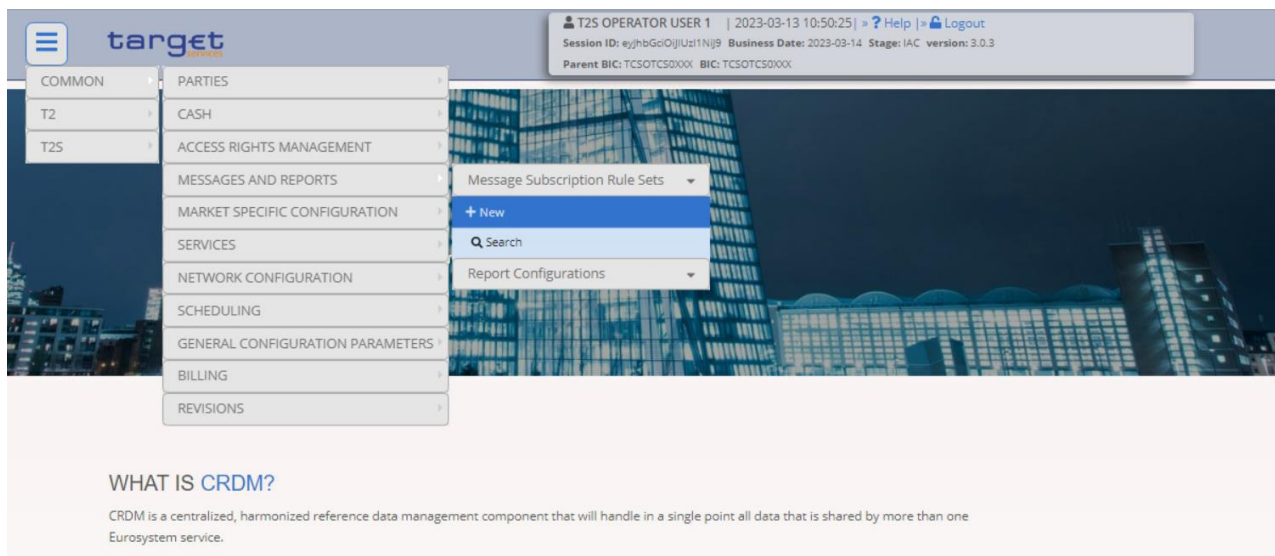 T2S OPERATOR USER 1 | 2023-03-13 10:50:25| » ? Help |» Logout
Session ID: eyJhbGciOiJIUzI1NiJ9 Business Date: 2023-03-14 Stage: IAC version: 3.0.3
Parent BIC: TCSOTCS0XXX BIC: TCSOTCS0XXX
target
services
COMMON
T2
T2S
PARTIES
CASH
ACCESS RIGHTS MANAGEMENT
MESSAGES AND REPORTS
MARKET SPECIFIC CONFIGURATION
SERVICES
NETWORK CONFIGURATION
SCHEDULING
GENERAL CONFIGURATION PARAMETERS
BILLING
REVISIONS
Message Subscription Rule Sets
+ New
Search
Report Configurations
WHAT IS CRDM?
CRDM is a centralized, harmonized reference data management component that will handle in a single point all data that is shared by more than one
Eurosystem service.